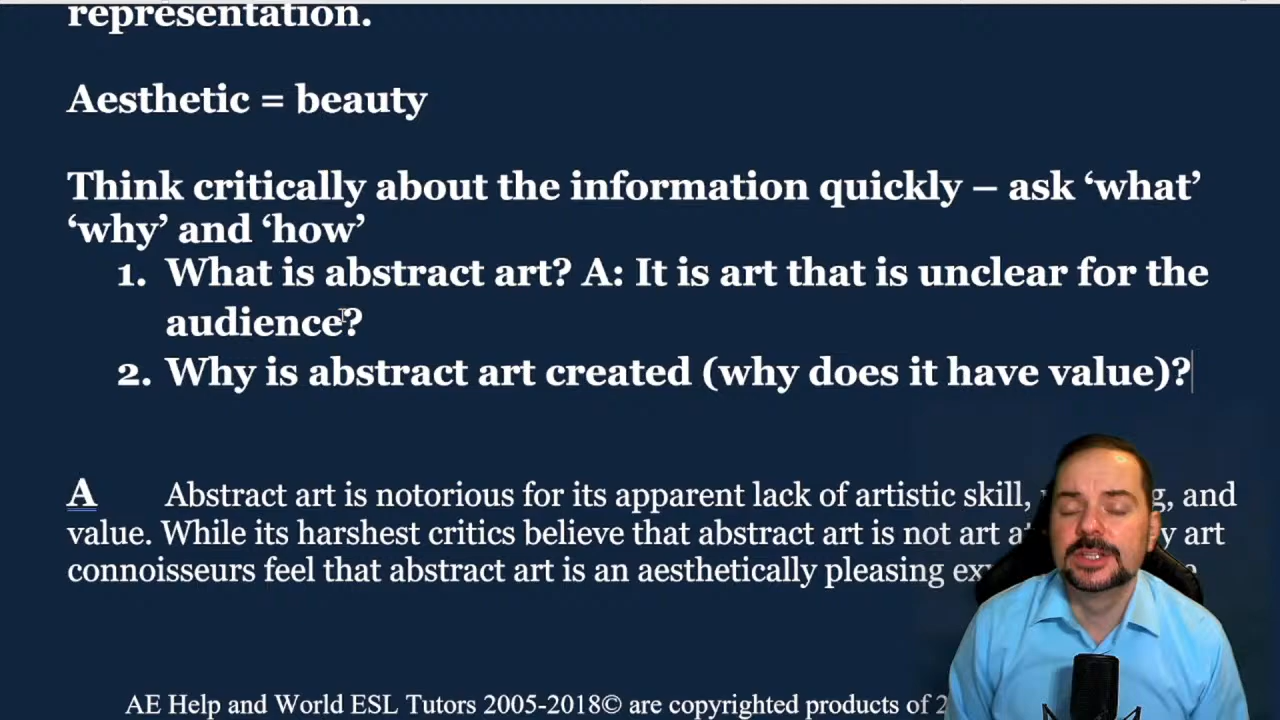 representation.
Aesthetic = beauty
Think critically about the information quickly – ask ‘what’
‘why’ and ‘how’
1. What is abstract art? A: It is art that is unclear for the
audience?
2. Why is abstract art created (why does it have value)?
A Abstract art is notorious for its apparent lack of artistic skill, and
value. While its harshest critics believe that abstract art is not art art
connoisseurs feel that abstract art is an aesthetically pleasing
AE Help and World ESL Tutors 2005-2018© are copyrighted products of